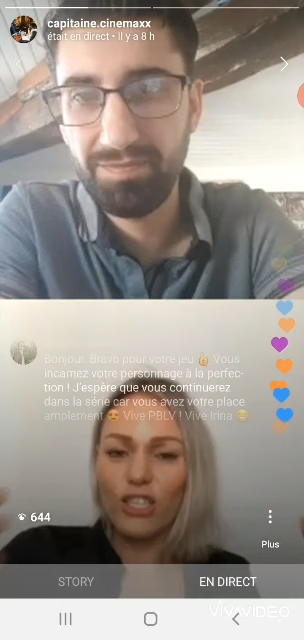 capitaine.cinemaxx
était en direct • Il y a 8 h
Bonjour. Bravo pour votre jeu 👌 Vous
incarnez votre personnage à la perfec-
tion ! J'espère que vous continuerez
dans la série car vous avez votre place
amplement 😍 Vive PBLV ! Vive Irina 😁
644
Plus
STORY
EN DIRECT
VIVAVIDEO